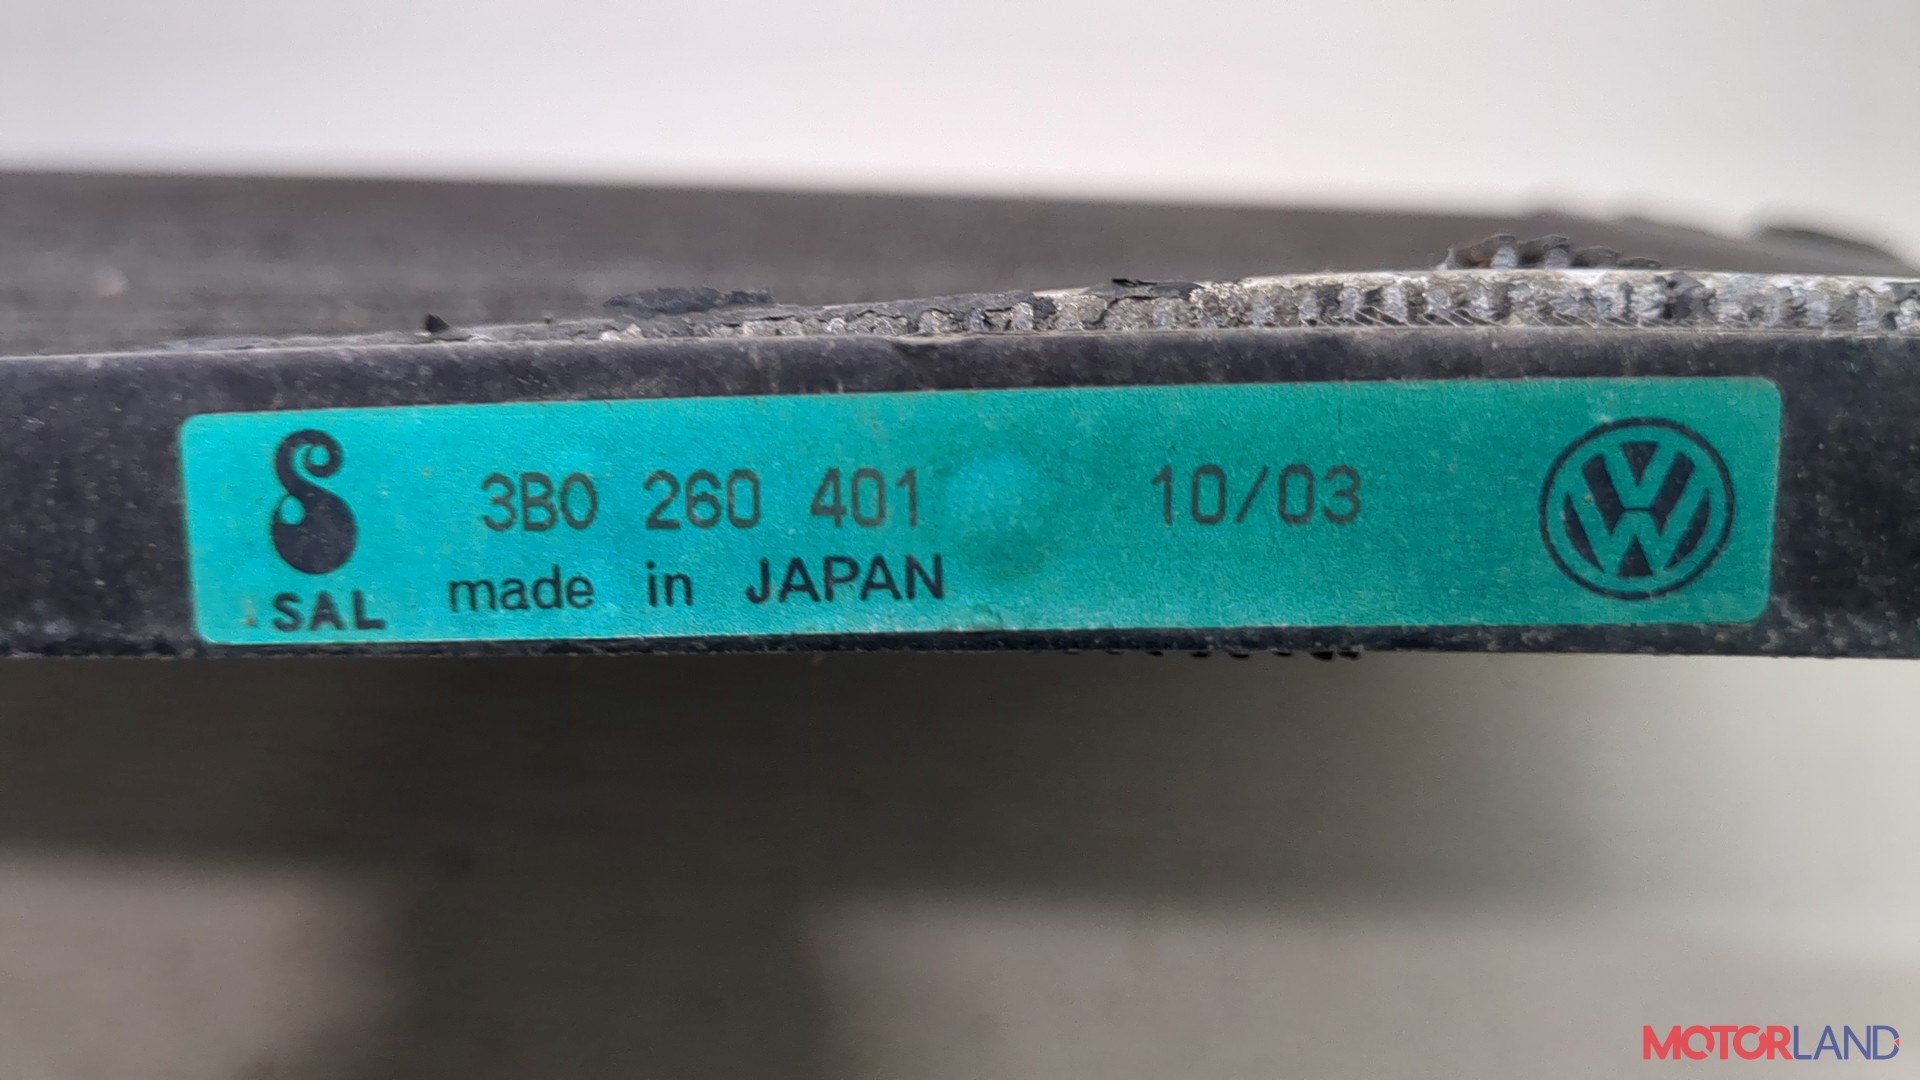 3B0 260 401 10/03
SAL made in JAPAN
VW
MOTORLAND